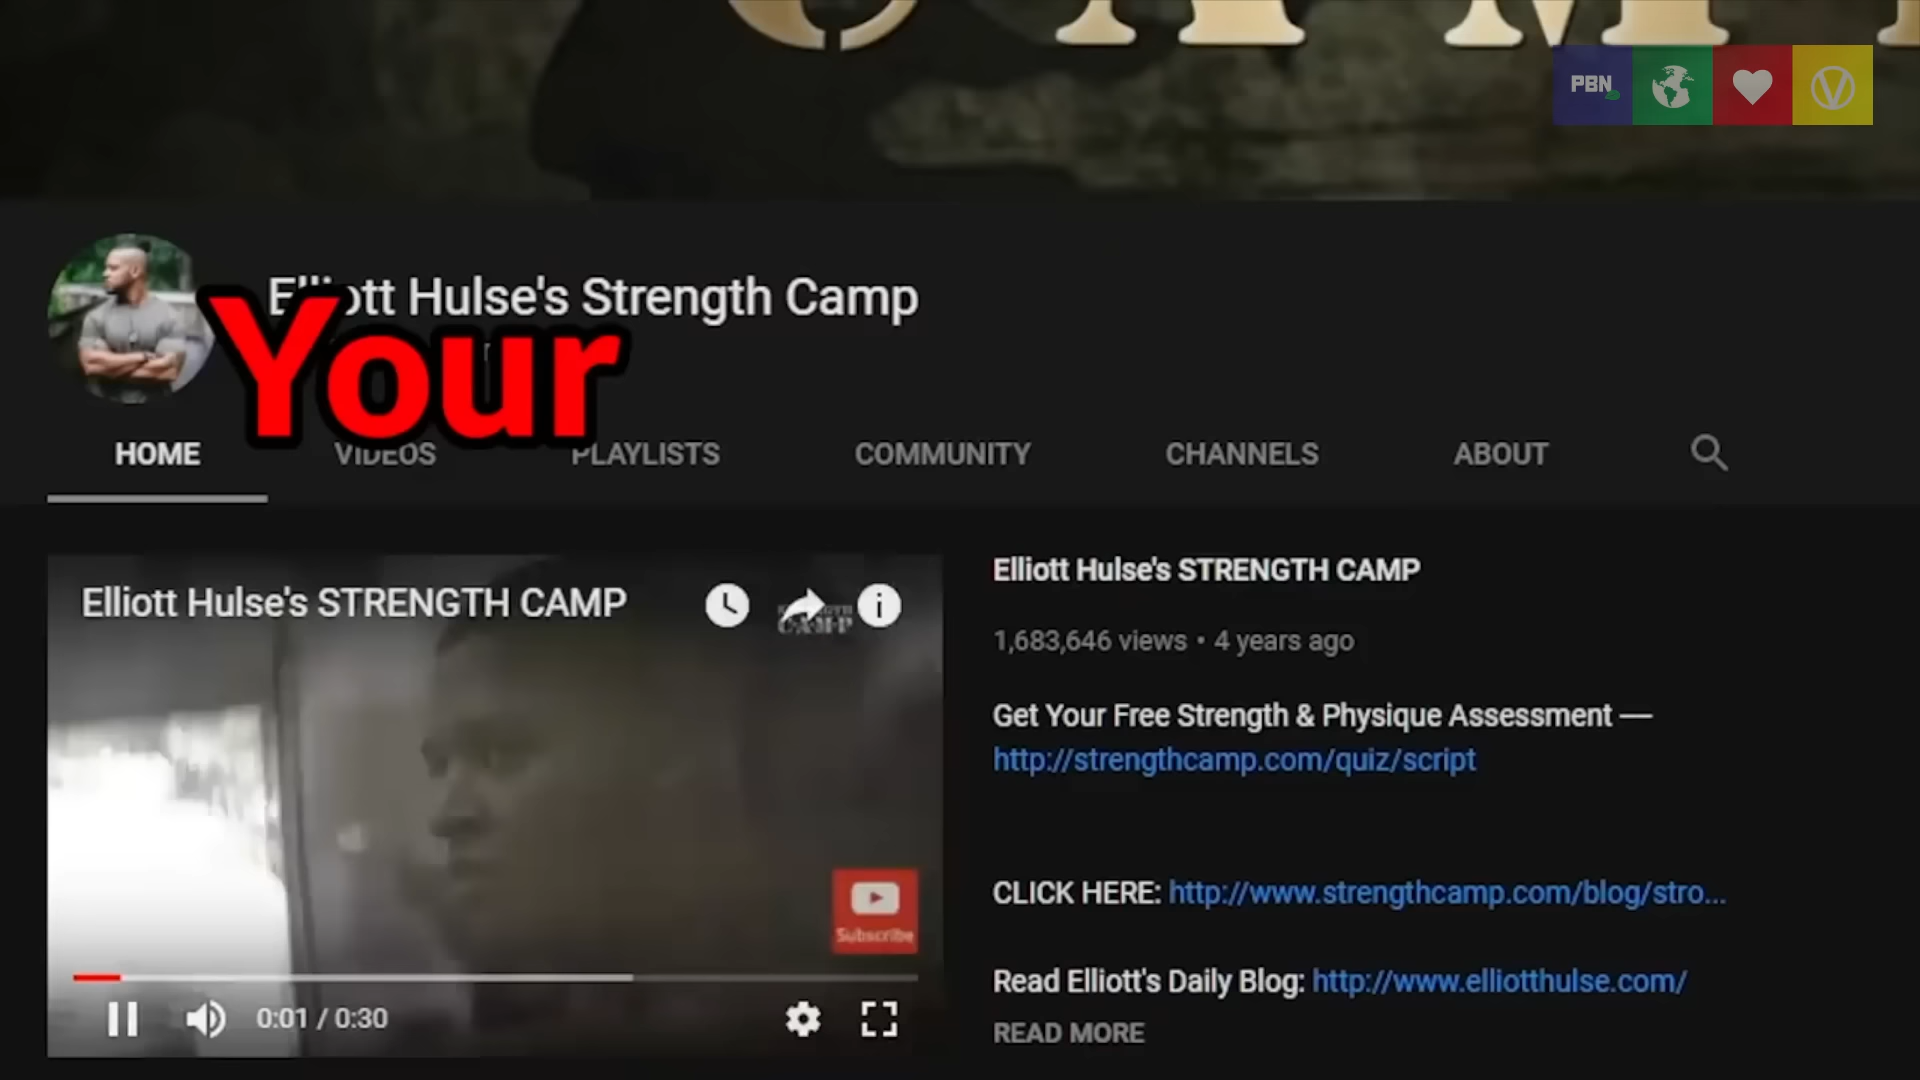 CAMP
PBN
Elliott Hulse's Strength Camp
Your
HOME VIDEOS PLAYLISTS COMMUNITY CHANNELS ABOUT
Elliott Hulse's STRENGTH CAMP
CAMP
Subscribe
0:01 / 0:30
Elliott Hulse's STRENGTH CAMP
1,683,646 views • 4 years ago
Get Your Free Strength & Physique Assessment —
http://strengthcamp.com/quiz/script
CLICK HERE: http://www.strengthcamp.com/blog/stro...
Read Elliott's Daily Blog: http://www.elliotthulse.com/
READ MORE